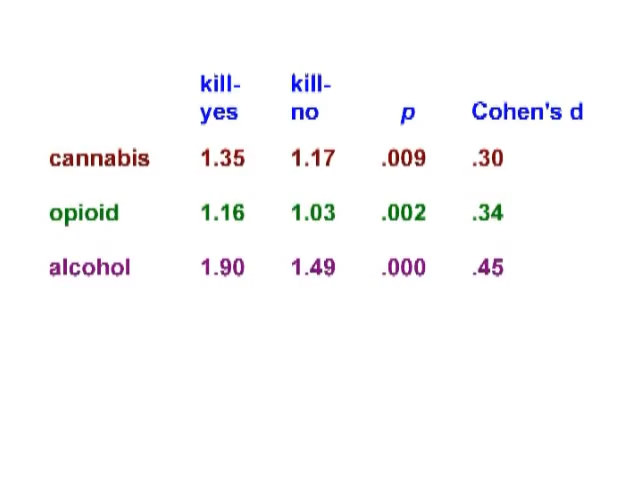 kill- kill-
yes no p Cohen's d
cannabis 1.35 1.17 .009 .30
opioid 1.16 1.03 .002 .34
alcohol 1.90 1.49 .000 .45